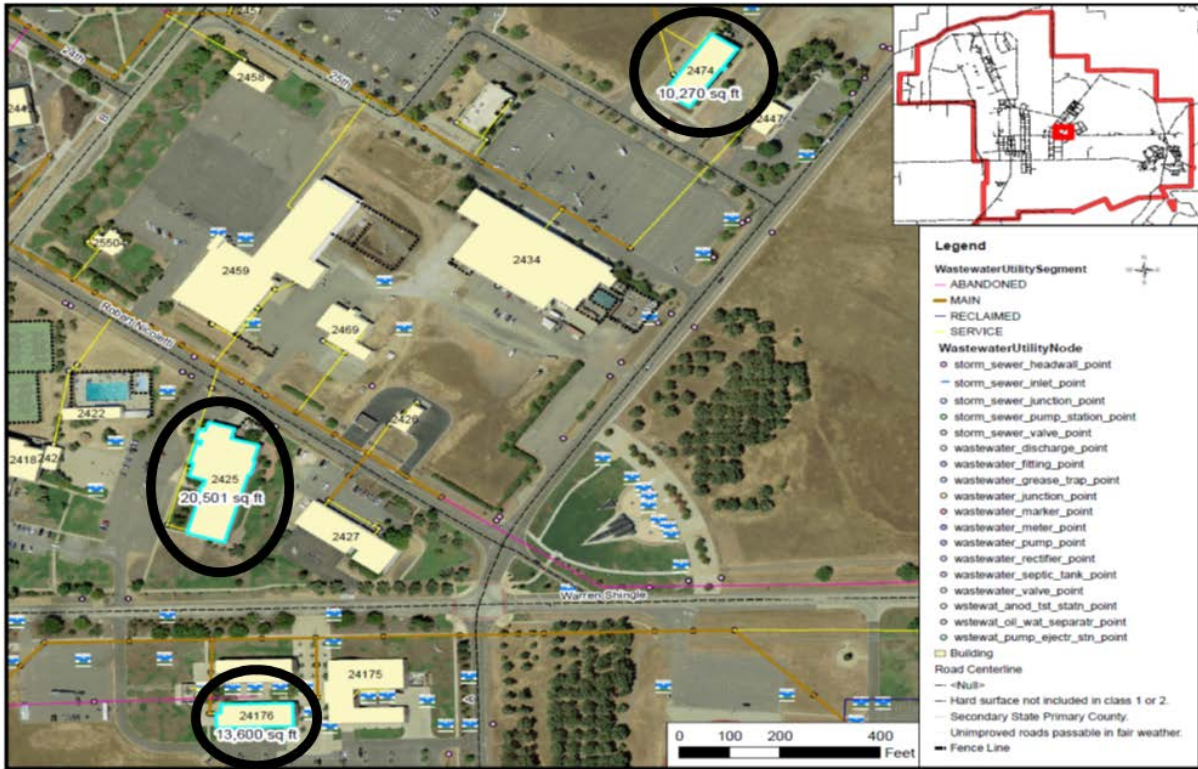 24th
B
2458
25th
2474
10,270 sq ft
2447
2550
2459
2434
Robert Nicoletti
2469
2422
2429
2418
2424
2425
20,501 sq ft
2427
Warren Shingle
24175
A
24176
13,600 sq ft
0 100 200 300 400
Feet
Legend
WastewaterUtilitySegment
ABANDONED
MAIN
RECLAIMED
SERVICE
WastewaterUtilityNode
storm_sewer_headwall_point
storm_sewer_inlet_point
storm_sewer_junction_point
storm_sewer_pump_station_point
storm_sewer_valve_point
wastewater_discharge_point
wastewater_fitting_point
wastewater_grease_trap_point
wastewater_junction_point
wastewater_marker_point
wastewater_meter_point
wastewater_pump_point
wastewater_rectifier_point
wastewater_septic_tank_point
wastewater_valve_point
wstewat_anod_tst_statn_point
wstewat_oil_wat_separatr_point
wstewat_pump_ejectr_stn_point
Building
Road Centerline
<Null>
Hard surface not included in class 1 or 2.
Secondary State Primary County.
Unimproved roads passable in fair weather.
Fence Line